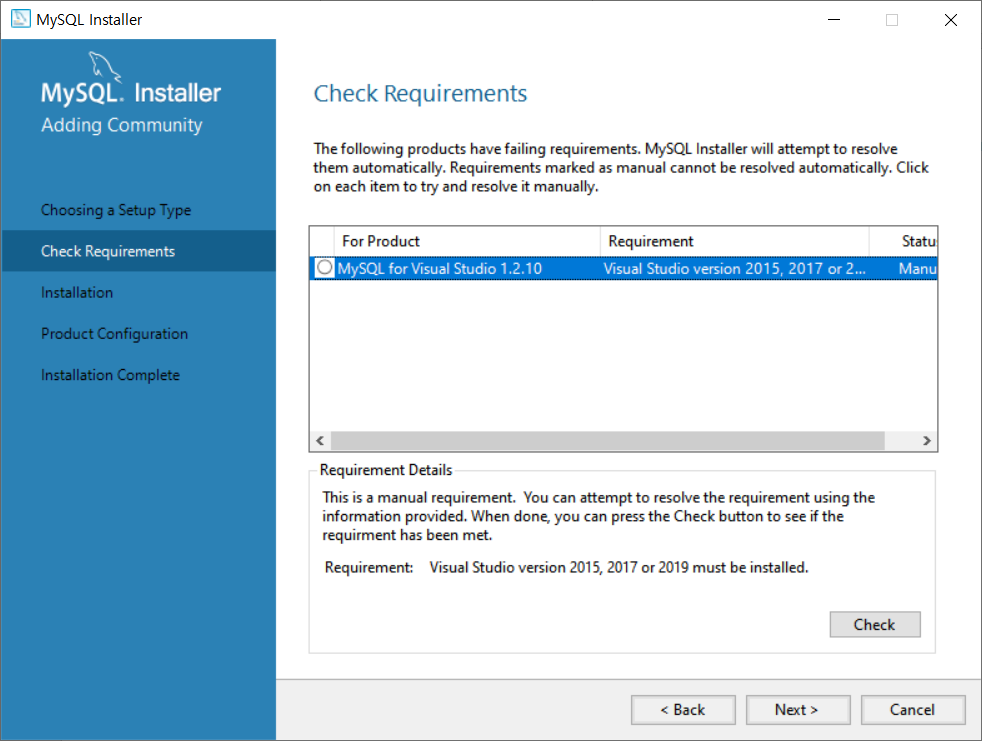 MySQL Installer
MySQL. Installer
Adding Community
Choosing a Setup Type
Check Requirements
Installation
Product Configuration
Installation Complete
Check Requirements
The following products have failing requirements. MySQL Installer will attempt to resolve
them automatically. Requirements marked as manual cannot be resolved automatically. Click
on each item to try and resolve it manually.
For Product Requirement Statu
MySQL for Visual Studio 1.2.10 Visual Studio version 2015, 2017 or 2... Manu
Requirement Details
This is a manual requirement. You can attempt to resolve the requirement using the
information provided. When done, you can press the Check button to see if the
requirment has been met.
Requirement: Visual Studio version 2015, 2017 or 2019 must be installed.
Check
< Back Next > Cancel